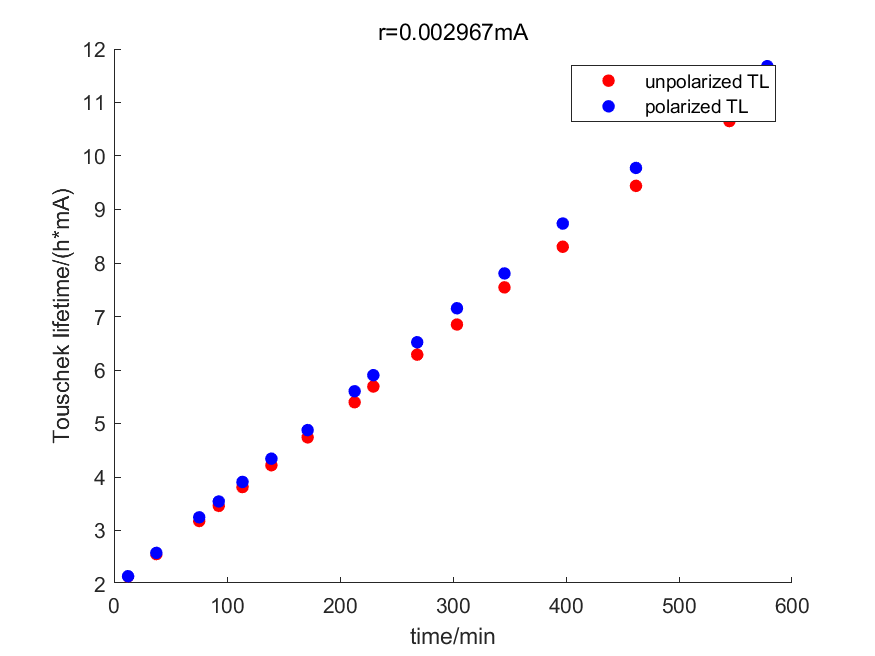 r=0.002967mA
12
11
10
9
8
7
6
5
4
3
2
Touschek lifetime/(h*mA)
unpolarized TL
polarized TL
0 100 200 300 400 500 600
time/min